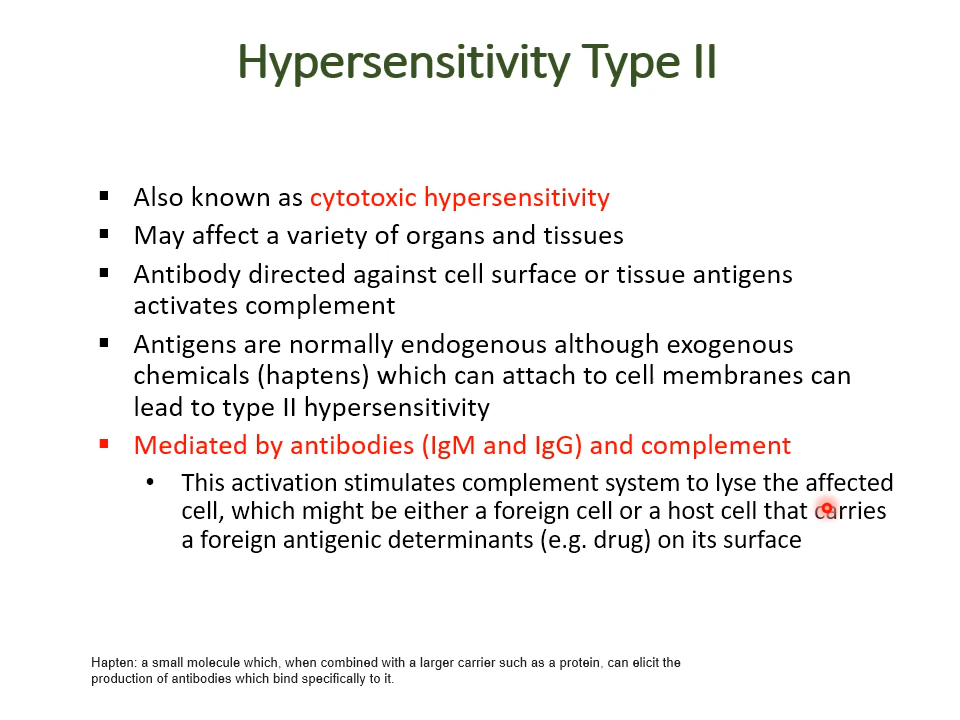 Hypersensitivity Type II
▪ Also known as cytotoxic hypersensitivity
▪ May affect a variety of organs and tissues
▪ Antibody directed against cell surface or tissue antigens
activates complement
▪ Antigens are normally endogenous although exogenous
chemicals (haptens) which can attach to cell membranes can
lead to type II hypersensitivity
▪ Mediated by antibodies (IgM and IgG) and complement
• This activation stimulates complement system to lyse the affected
cell, which might be either a foreign cell or a host cell that carries
a foreign antigenic determinants (e.g. drug) on its surface
Hapten: a small molecule which, when combined with a larger carrier such as a protein, can elicit the
production of antibodies which bind specifically to it.